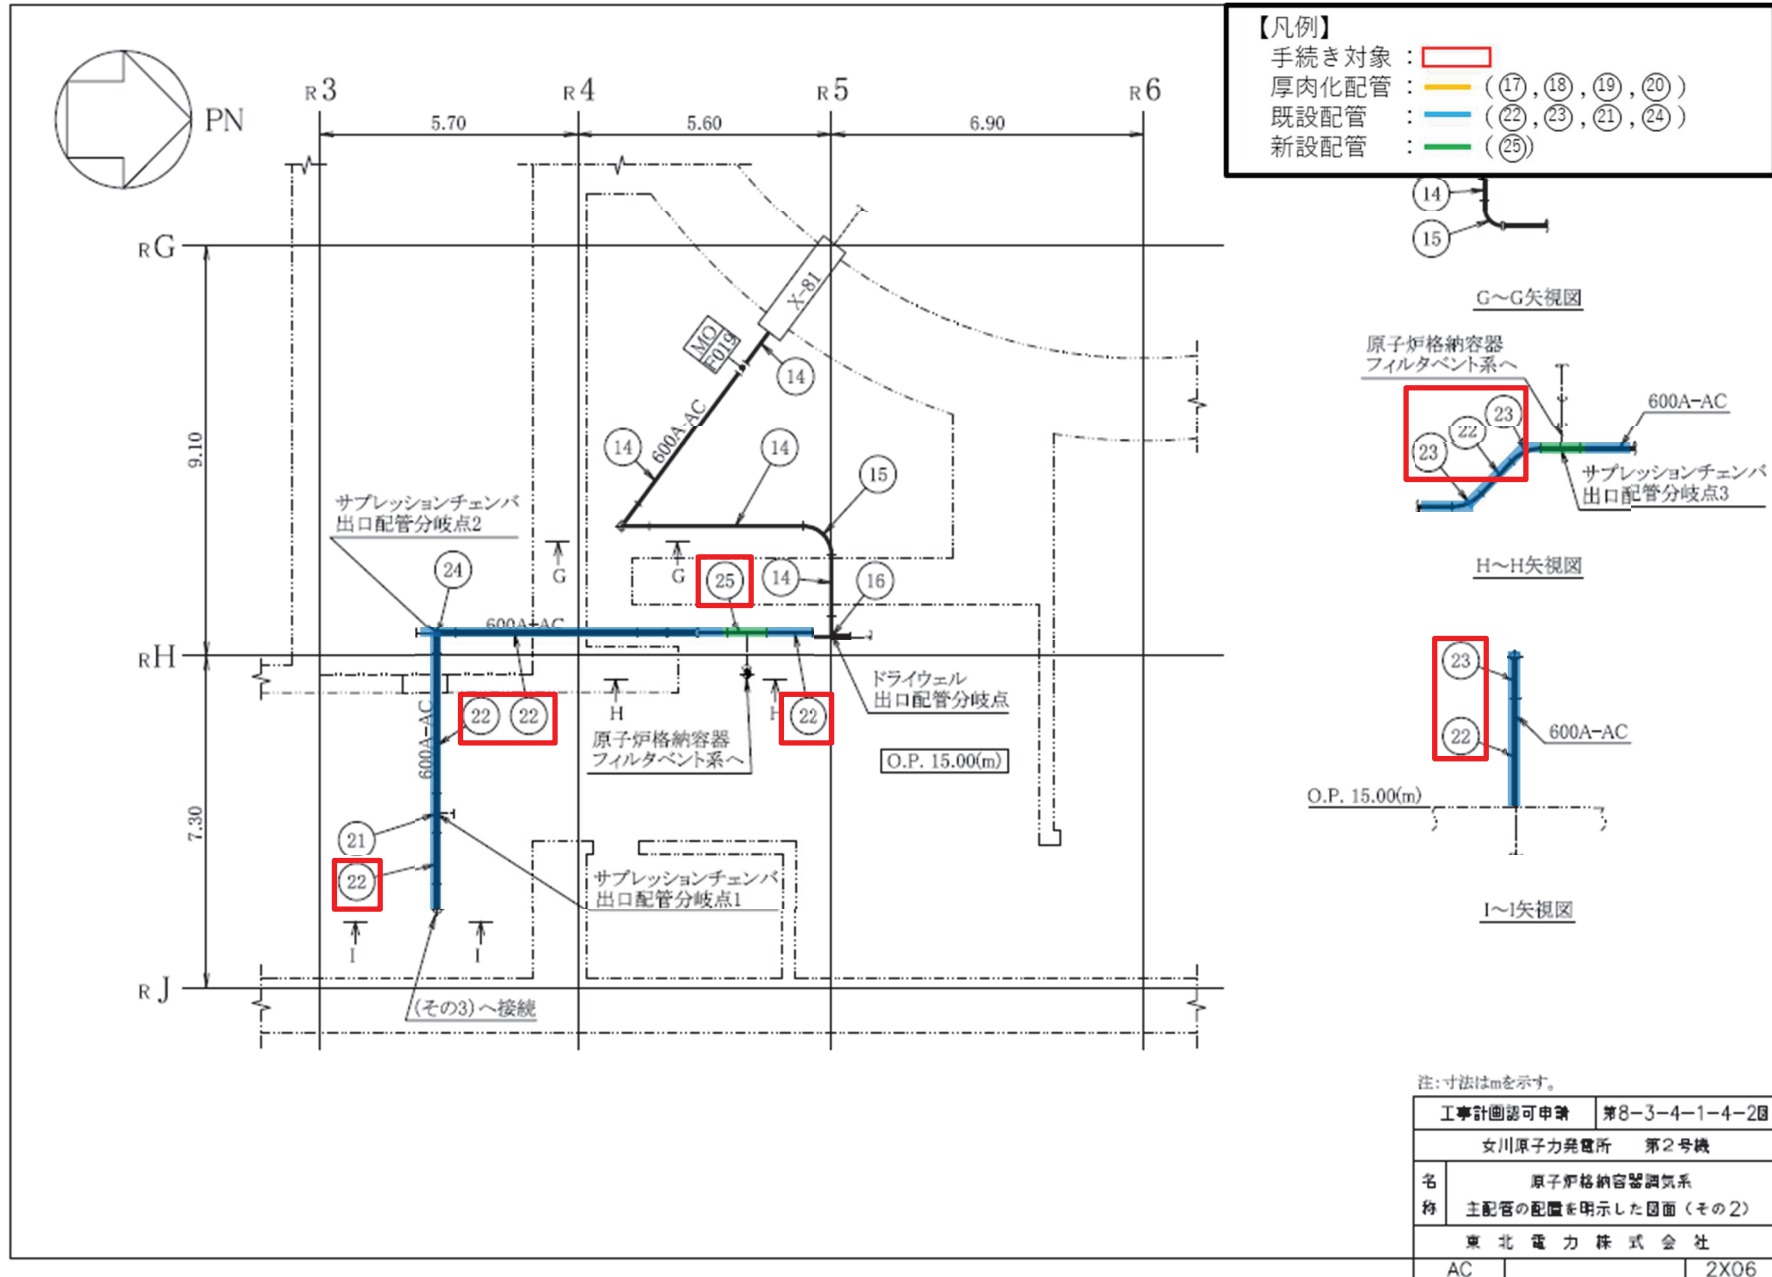 【凡例】
手続き対象 :
厚肉化配管 : (⑰,⑱,⑲,⑳)
既設配管 : (㉒,㉓,㉑,㉔)
新設配管 : (㉕)
PN
R3
R4
R5
R6
5.70
5.60
6.90
RG
RH
RJ
9.10
7.30
X-81
MO
F019
14
600A-AC
14
14
15
14
16
25
G
G
サプレッションチェンバ
出口配管分岐点2
24
600A-AC
22
22
600A-AC
H
H
22
ドライウェル
出口配管分岐点
原子炉格納容器
フィルタベント系へ
O.P. 15.00(m)
21
22
サプレッションチェンバ
出口配管分岐点1
I
I
(その3)へ接続
14
15
G~G矢視図
原子炉格納容器
フィルタベント系へ
600A-AC
23
22
23
サプレッションチェンバ
出口配管分岐点3
H~H矢視図
23
22
600A-AC
O.P. 15.00(m)
I~I矢視図
注:寸法はmを示す。
工事計画認可申請 第8-3-4-1-4-2図
女川原子力発電所 第2号機
名称
原子炉格納容器調気系
主配管の配置を明示した図面(その2)
東北電力株式会社
AC 2X06